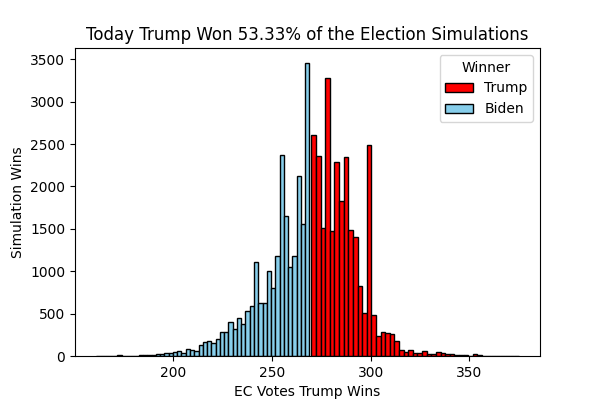 Today Trump Won 53.33% of the Election Simulations
Simulation Wins
3500
3000
2500
2000
1500
1000
500
0
Winner
Trump
Biden
200
250
300
350
EC Votes Trump Wins